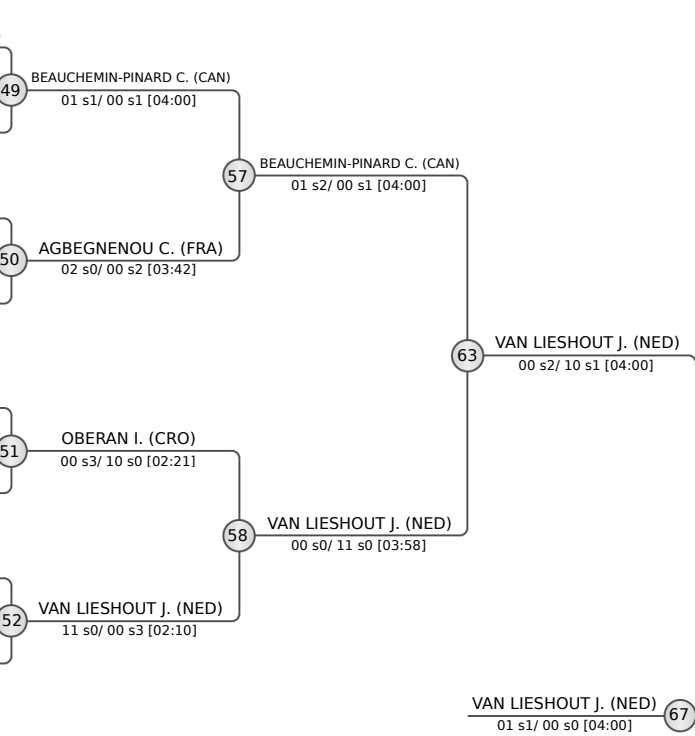 49
BEAUCHEMIN-PINARD C. (CAN)
01 s1/ 00 s1 [04:00]
57
BEAUCHEMIN-PINARD C. (CAN)
01 s2/ 00 s1 [04:00]
50
AGBEGNENOU C. (FRA)
02 s0/ 00 s2 [03:42]
63
VAN LIESHOUT J. (NED)
00 s2/ 10 s1 [04:00]
51
OBERAN I. (CRO)
00 s3/ 10 s0 [02:21]
58
VAN LIESHOUT J. (NED)
00 s0/ 11 s0 [03:58]
52
VAN LIESHOUT J. (NED)
11 s0/ 00 s3 [02:10]
VAN LIESHOUT J. (NED)
01 s1/ 00 s0 [04:00]
67